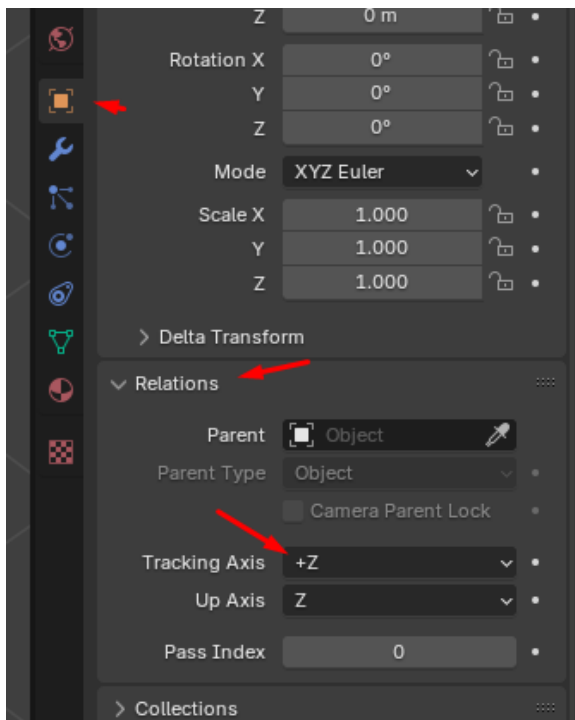 Z 0 m
Rotation X 0°
Y 0°
Z 0°
Mode XYZ Euler
Scale X 1.000
Y 1.000
Z 1.000
Delta Transform
Relations
Parent Object
Parent Type Object
Camera Parent Lock
Tracking Axis +Z
Up Axis Z
Pass Index 0
Collections